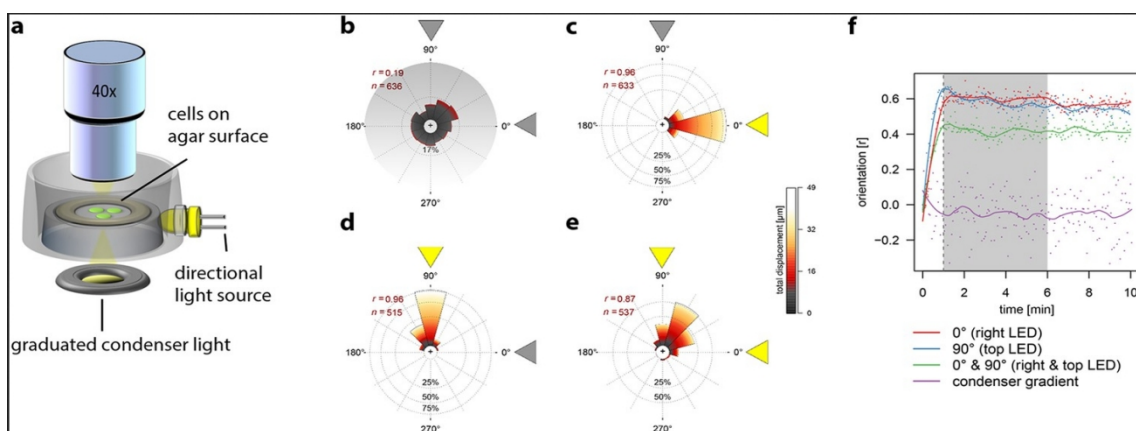 a
40x
cells on
agar surface
directional
light source
graduated condenser light
b
90°
r = 0.19
n = 636
180°
0°
17%
270°
c
90°
r = 0.96
n = 633
180°
0°
25%
50%
75%
270°
d
90°
r = 0.96
n = 515
180°
0°
25%
50%
75%
270°
e
90°
r = 0.87
n = 537
180°
0°
25%
50%
75%
270°
total displacement [µm]
49
32
16
0
f
orientation [r]
0.6
0.4
0.2
0.0
−0.2
0
2
4
6
8
10
time [min]
0° (right LED)
90° (top LED)
0° & 90° (right & top LED)
condenser gradient